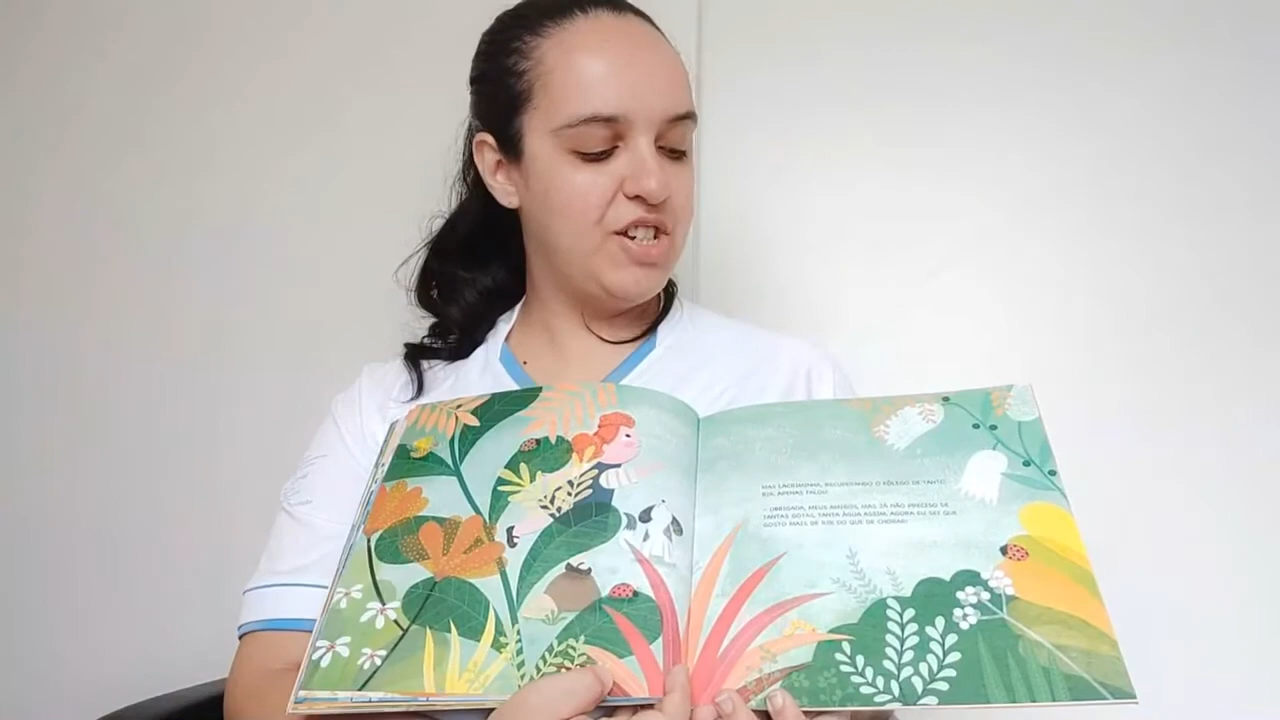 MAS LAGRIMINHA, RECUPERANDO O FÔLEGO DE TANTO
RIR, APENAS FALOU:
– OBRIGADA, MEUS AMIGOS, MAS JÁ NÃO PRECISO DE
TANTAS GOTAS, TANTA ÁGUA ASSIM. AGORA EU SEI QUE
GOSTO MAIS DE RIR DO QUE DE CHORAR!